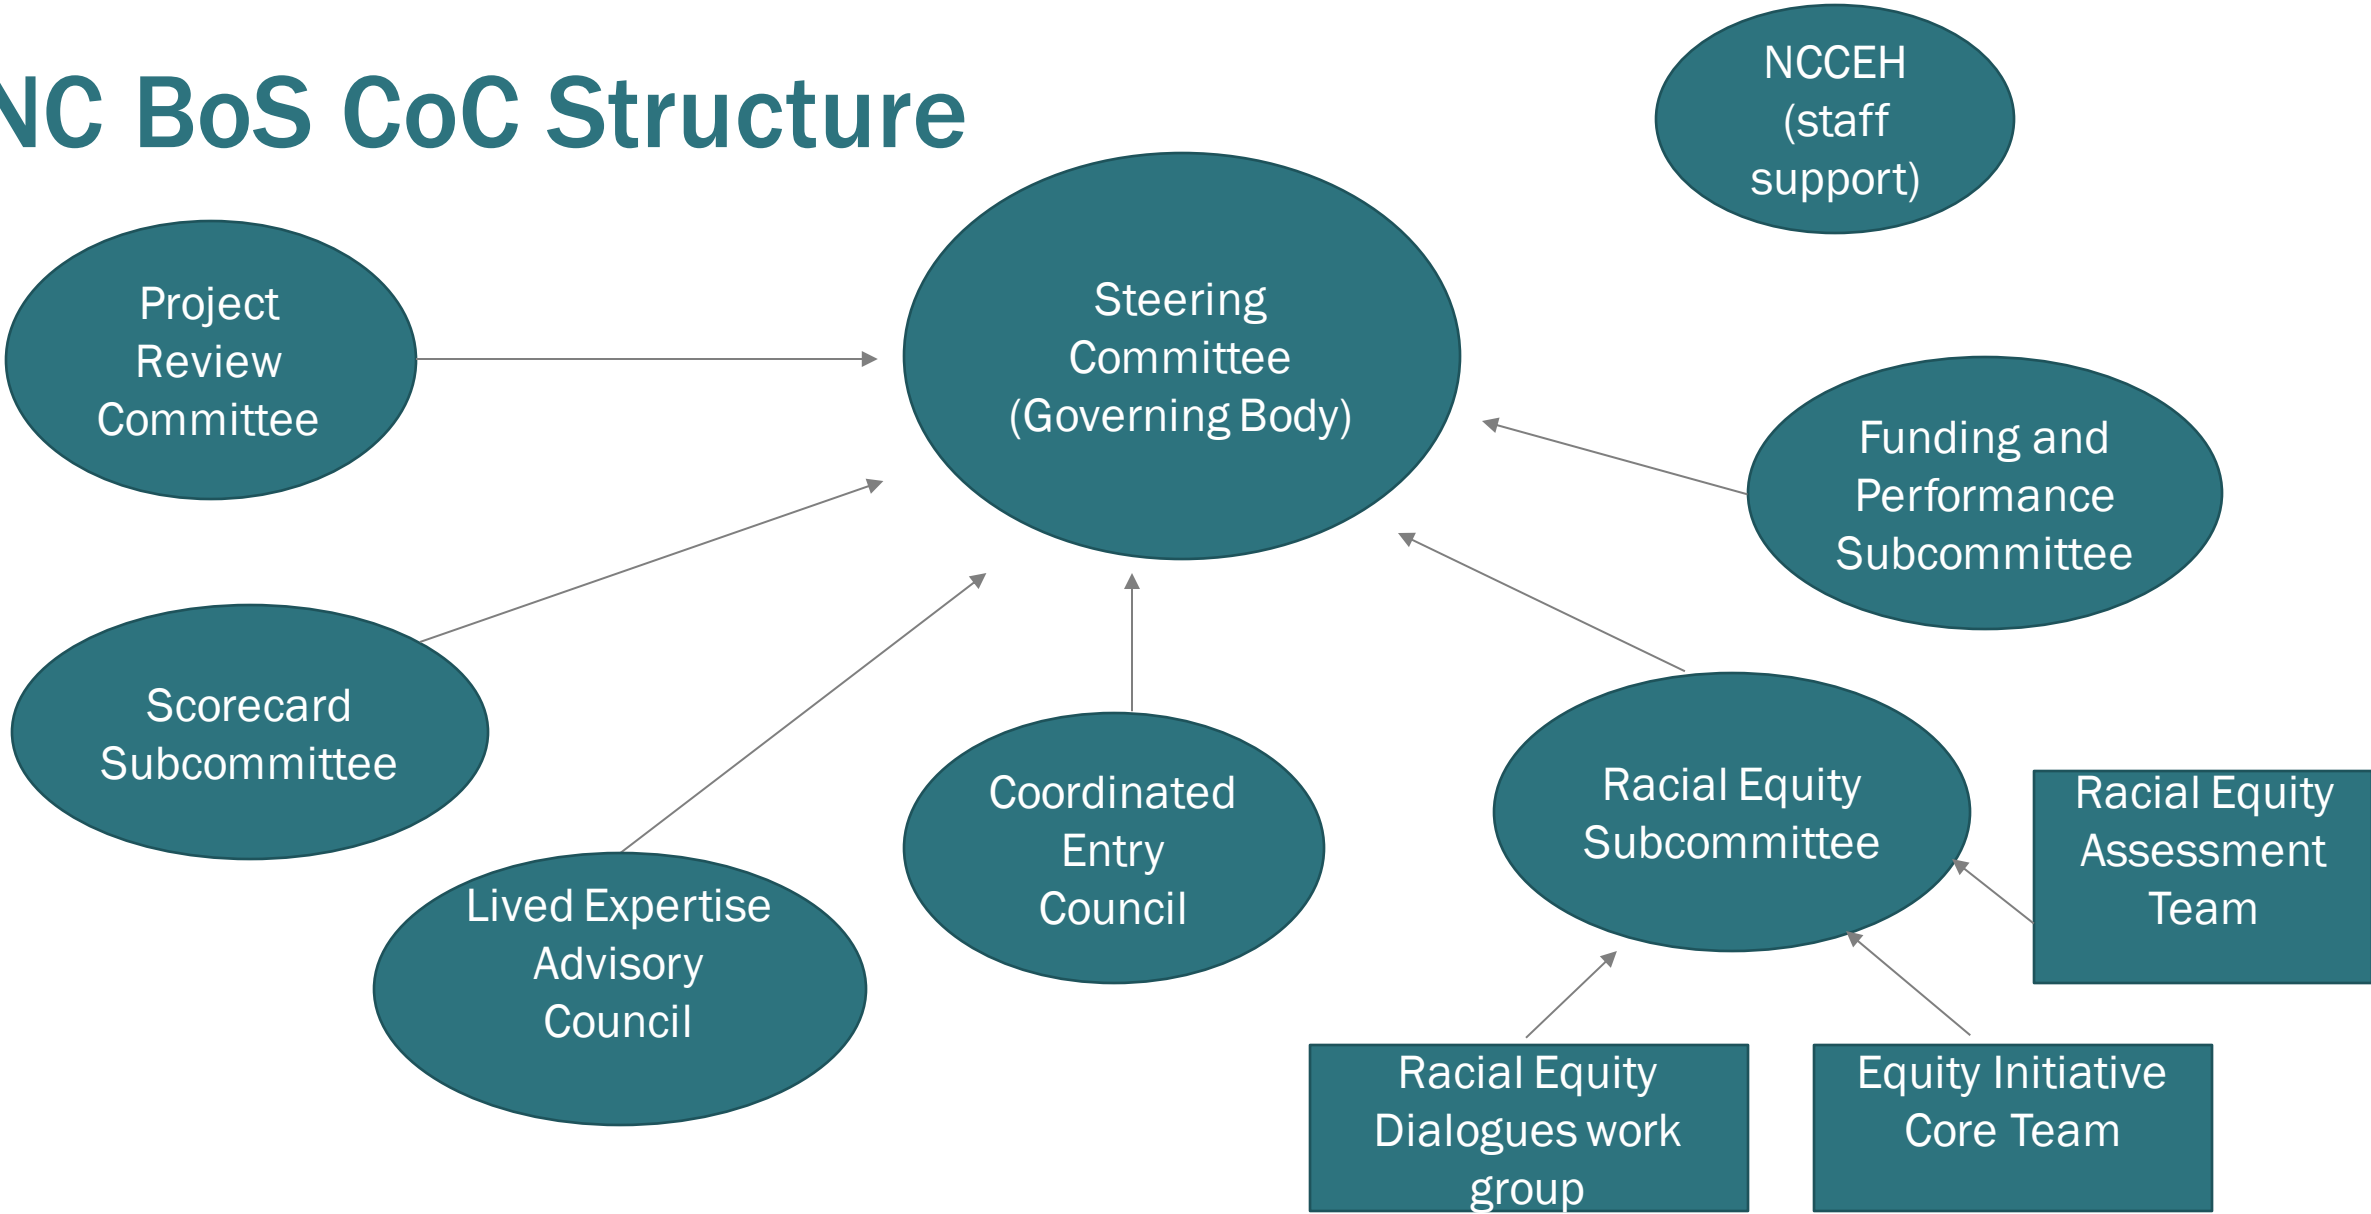 NC BoS CoC Structure
NCCEH
(staff
support)
Steering
Committee
(Governing Body)
Project
Review
Committee
Funding and
Performance
Subcommittee
Scorecard
Subcommittee
Lived Expertise
Advisory
Council
Coordinated
Entry
Council
Racial Equity
Subcommittee
Racial Equity
Assessment
Team
Racial Equity
Dialogues work
group
Equity Initiative
Core Team